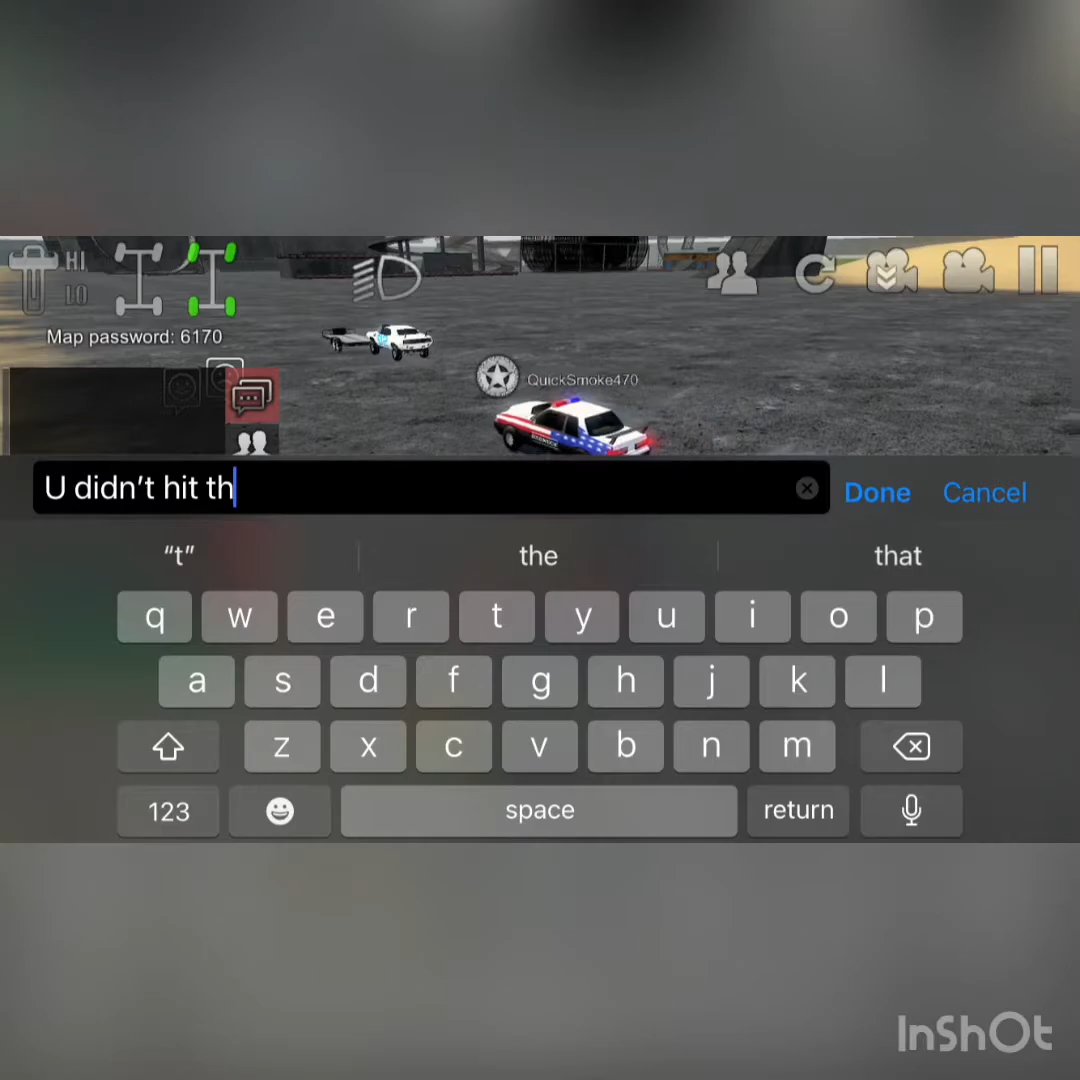 HI
LO
Map password: 6170
QuickSmoke470
U didn’t hit th
Done
Cancel
“t”
the
that
q w e r t y u i o p
a s d f g h j k l
z x c v b n m
123
space
return
InShOt